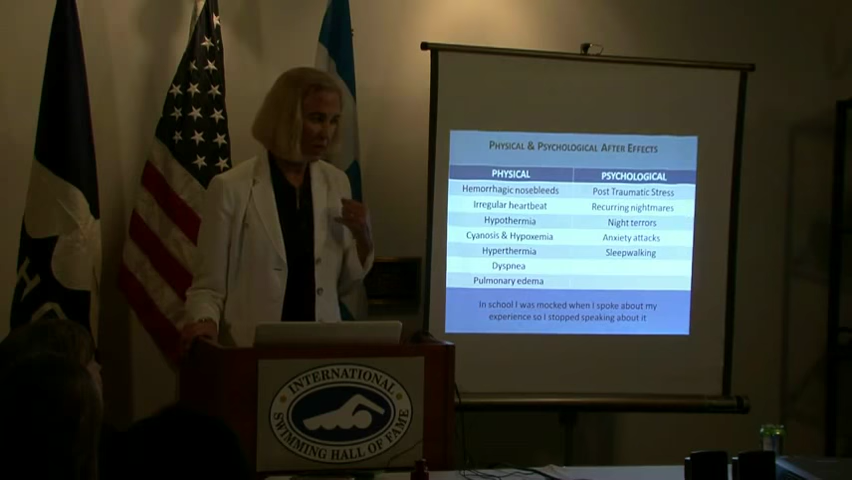 PHYSICAL & PSYCHOLOGICAL AFTER EFFECTS
PHYSICAL PSYCHOLOGICAL
Hemorrhagic nosebleeds Post Traumatic Stress
Irregular heartbeat Recurring nightmares
Hypothermia Night terrors
Cyanosis & Hypoxemia Anxiety attacks
Hyperthermia Sleepwalking
Dyspnea
Pulmonary edema
In school I was mocked when I spoke about my
experience so I stopped speaking about it
INTERNATIONAL
SWIMMING HALL OF FAME